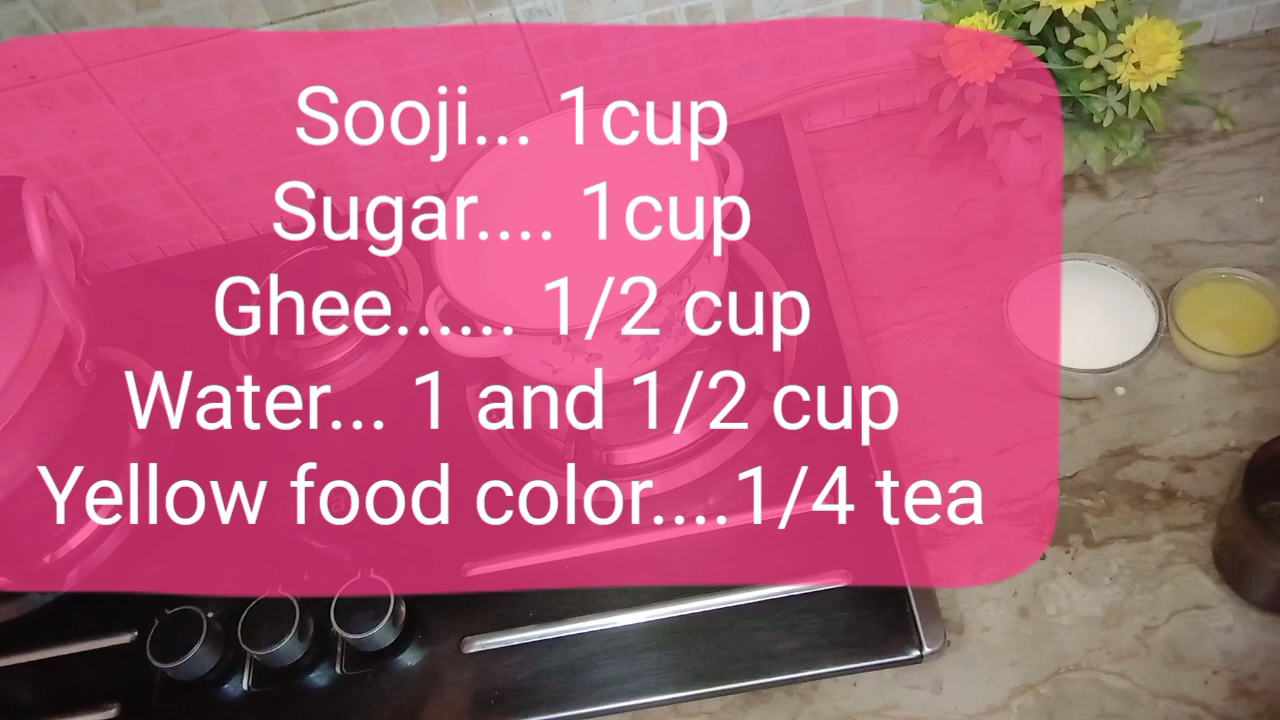 Sooji... 1cup
Sugar.... 1cup
Ghee...... 1/2 cup
Water... 1 and 1/2 cup
Yellow food color....1/4 tea